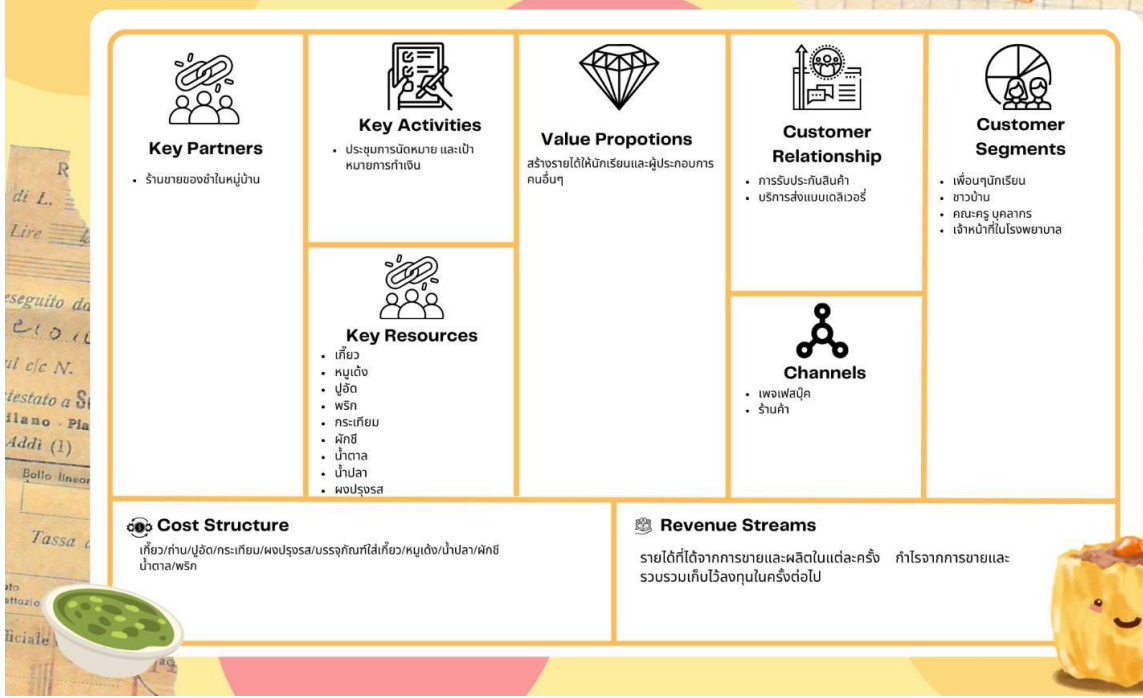 Key Partners
ร้านขายของชำในหมู่บ้าน
Key Activities
ประชุมการนัดหมาย และเป้า
หมายการทำเงิน
Key Resources
เกี๊ยว
หมูเด้ง
ปูอัด
พริก
กระเทียม
ผักชี
น้ำตาล
น้ำปลา
ผงปรุงรส
Value Propotions
สร้างรายได้ให้นักเรียนและผู้ประกอบการ
คนอื่นๆ
Customer
Relationship
การรับประกันสินค้า
บริการส่งแบบเดลิเวอรี่
Channels
เพจเฟสบุ๊ค
ร้านค้า
Customer
Segments
เพื่อนๆนักเรียน
ชาวบ้าน
คณะครู บุคลากร
เจ้าหน้าที่ในโรงพยาบาล
Cost Structure
เกี๊ยว/ถ่าน/ปูอัด/กระเทียม/ผงปรุงรส/บรรจุภัณฑ์ใส่เกี๊ยว/หมูเด้ง/น้ำปลา/ผักชี
น้ำตาล/พริก
Revenue Streams
รายได้ที่ได้จากการขายและผลิตในแต่ละครั้ง กำไรจากการขายและ
รวบรวมเก็บไว้ลงทุนในครั้งต่อไป
di L.
Lire
eseguito da
ul c/c N.
Addì (1)
Bollo linear
Tassa
ficiale